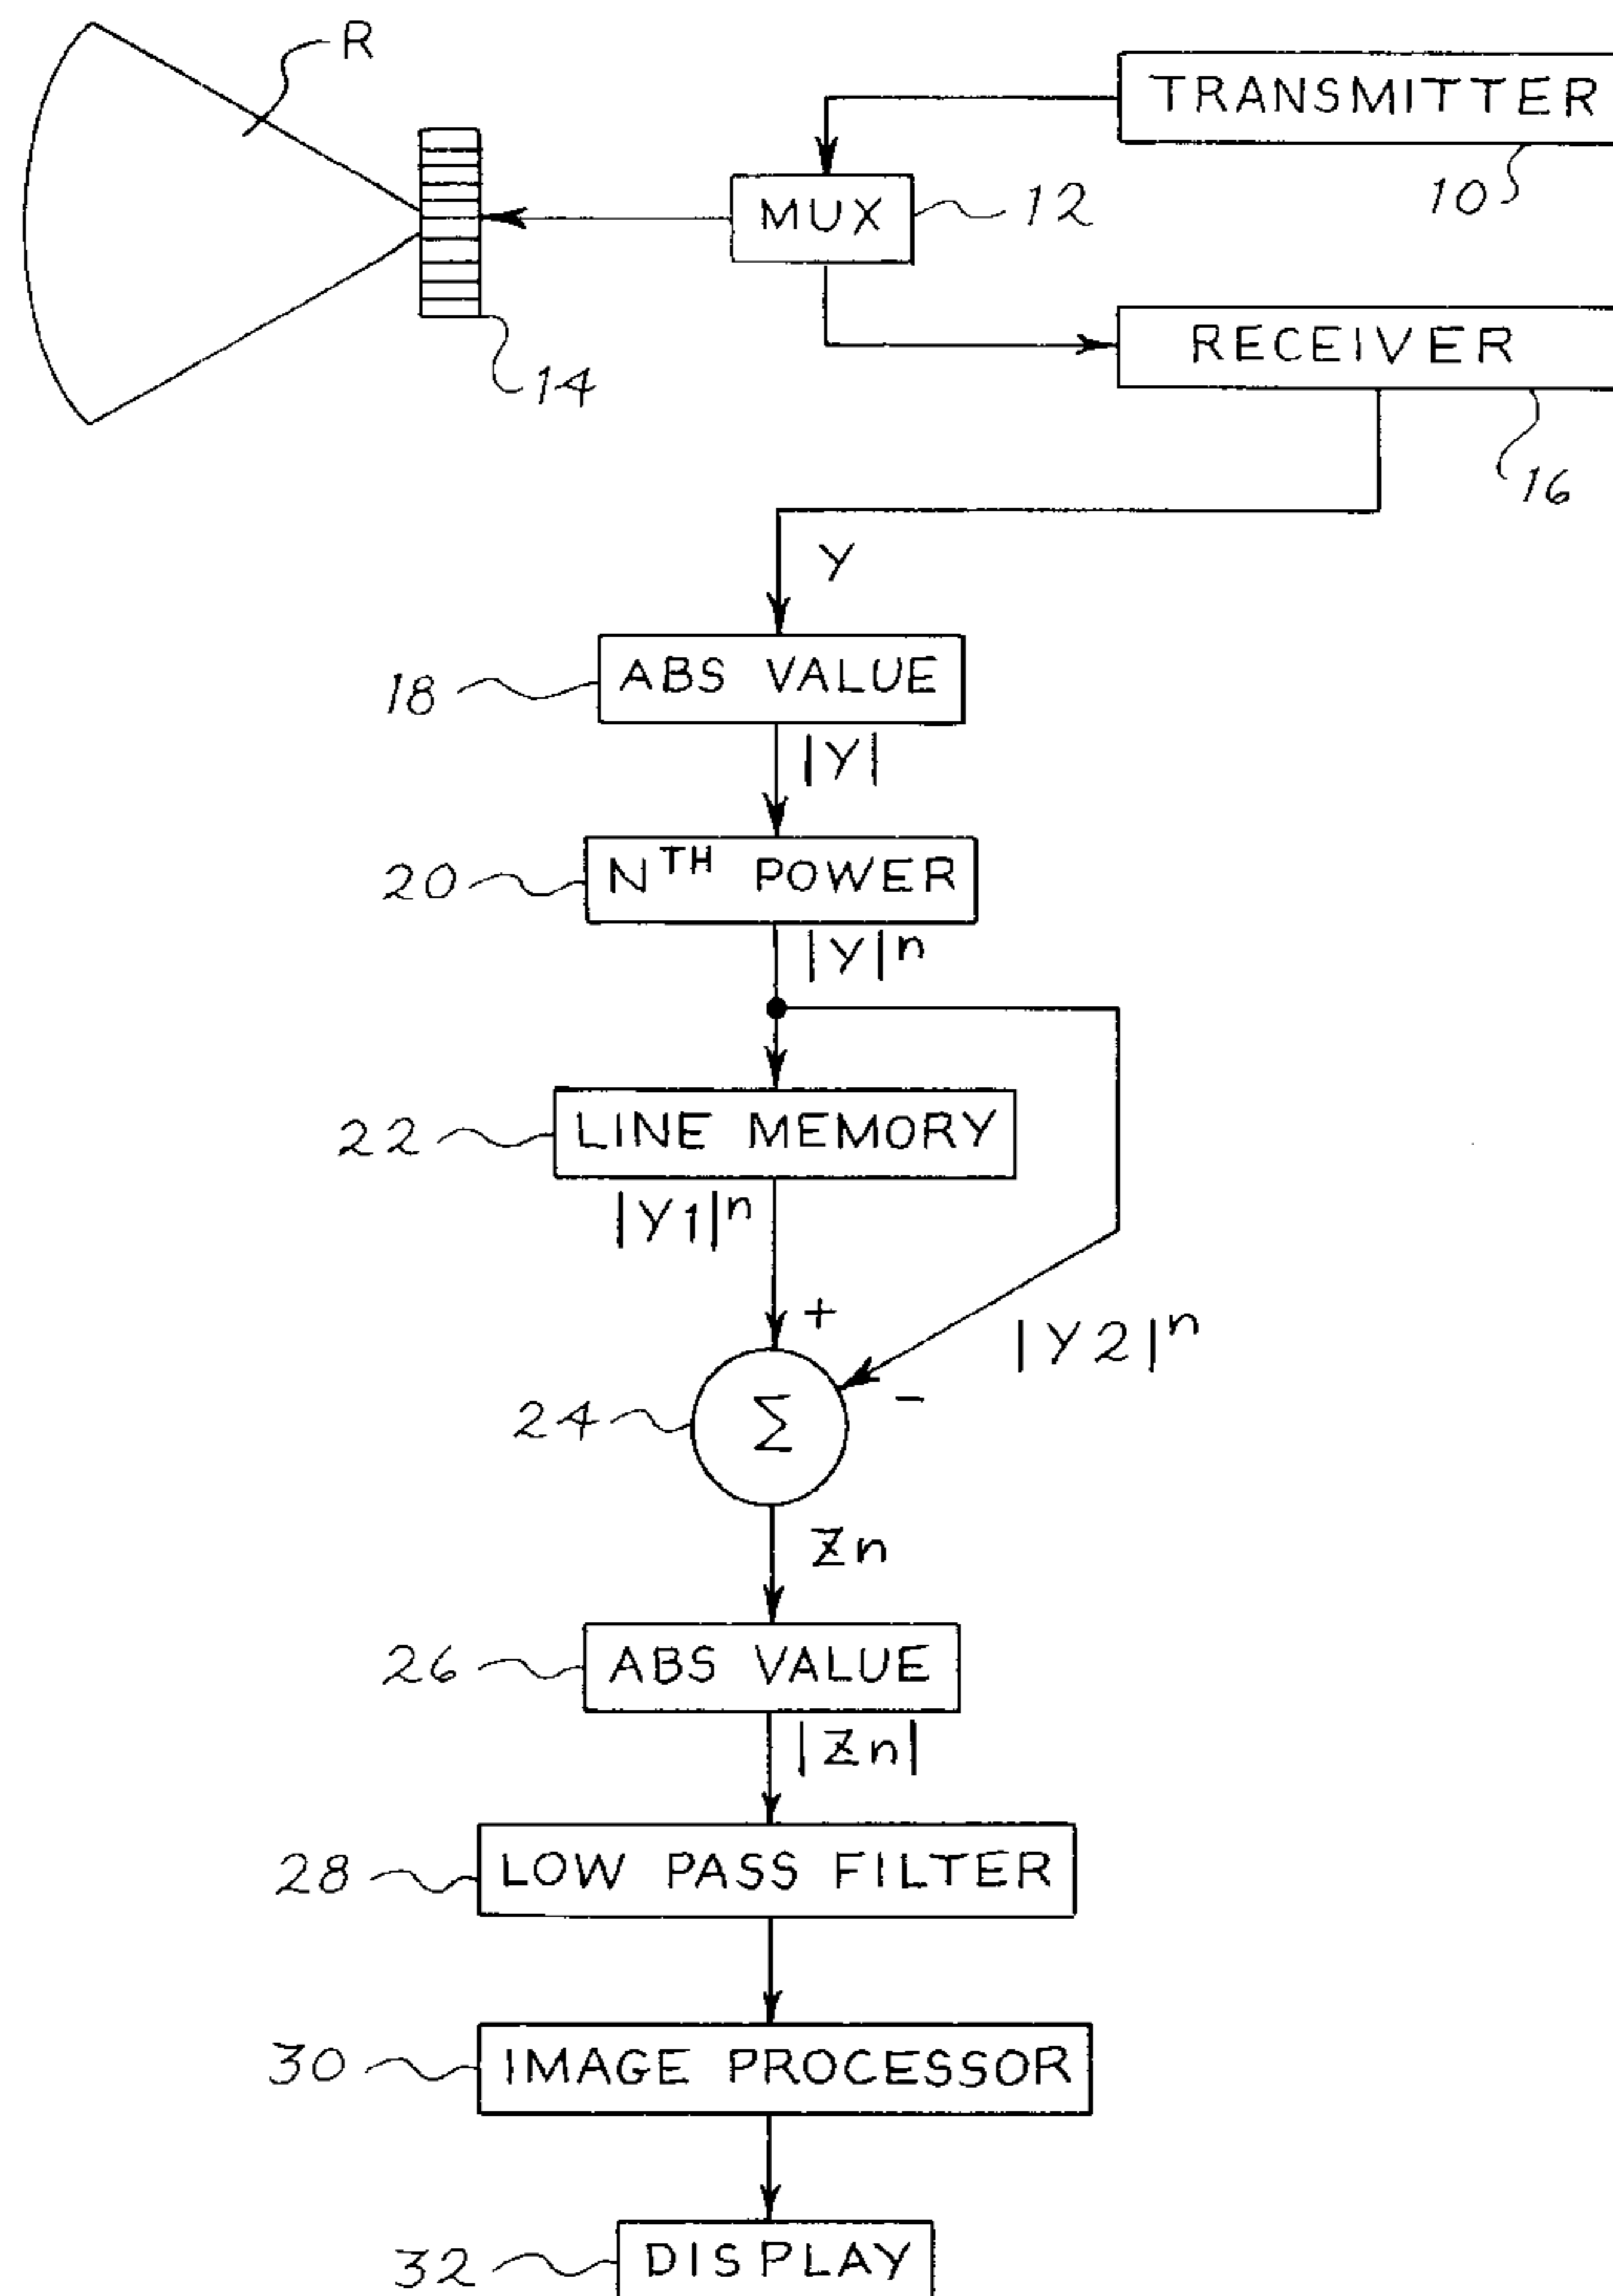 R
TRANSMITTER
10
MUX
12
RECEIVER
14
16
Y
ABS VALUE
18
|Y|
N^TH POWER
20
|Y|^n
LINE MEMORY
22
|Y1|^n
+
|Y2|^n
-
24
Σ
Zn
ABS VALUE
26
|Zn|
LOW PASS FILTER
28
IMAGE PROCESSOR
30
DISPLAY
32